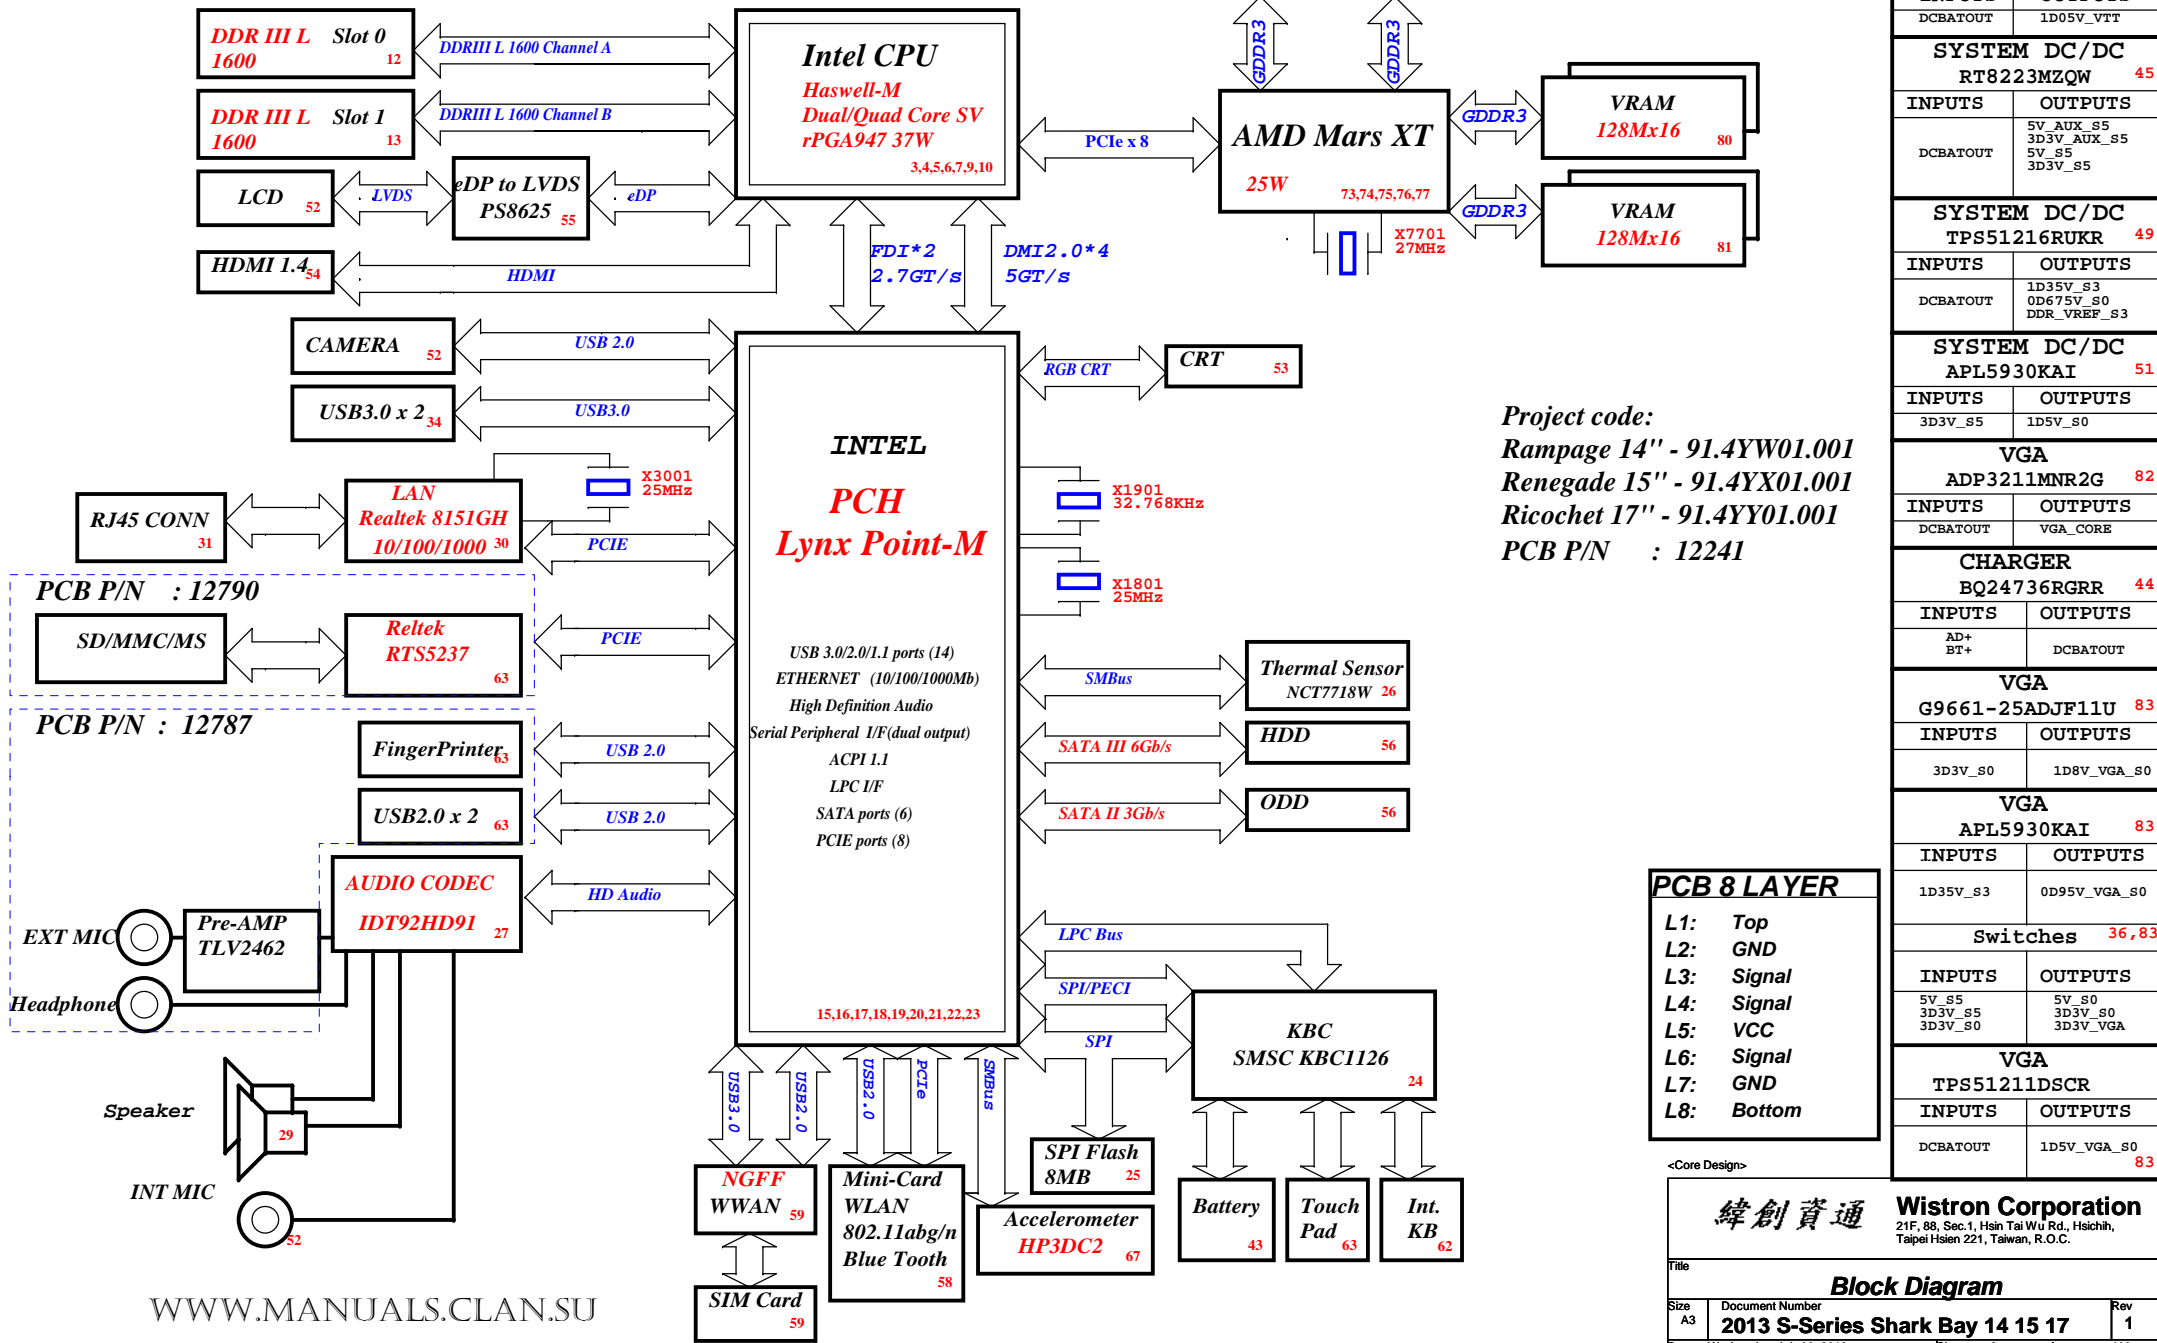 DDR III L Slot 0
1600 12
DDRIII L 1600 Channel A
DDR III L Slot 1
1600 13
DDRIII L 1600 Channel B
LCD 52
LVDS
eDP to LVDS
PS8625 55
eDP
HDMI 1.4 54
HDMI
Intel CPU
Haswell-M
Dual/Quad Core SV
rPGA947 37W
3,4,5,6,7,9,10
PCIe x 8
GDDR3
GDDR3
AMD Mars XT
25W 73,74,75,76,77
GDDR3
VRAM
128Mx16 80
GDDR3
VRAM
128Mx16 81
X7701
27MHz
FDI*2
2.7GT/s
DMI2.0*4
5GT/s
CAMERA 52
USB 2.0
USB3.0 x 2 34
USB3.0
RGB CRT
CRT 53
X3001
25MHz
RJ45 CONN
31
LAN
Realtek 8151GH
10/100/1000 30
PCIE
PCB P/N : 12790
SD/MMC/MS
Reltek
RTS5237
63
PCIE
PCB P/N : 12787
FingerPrinter 63
USB 2.0
USB2.0 x 2 63
USB 2.0
AUDIO CODEC
IDT92HD91 27
HD Audio
Pre-AMP
TLV2462
EXT MIC
Headphone
Speaker
29
INT MIC
52
INTEL
PCH
Lynx Point-M
USB 3.0/2.0/1.1 ports (14)
ETHERNET (10/100/1000Mb)
High Definition Audio
Serial Peripheral I/F(dual output)
ACPI 1.1
LPC I/F
SATA ports (6)
PCIE ports (8)
15,16,17,18,19,20,21,22,23
X1901
32.768KHz
X1801
25MHz
SMBus
Thermal Sensor
NCT7718W 26
SATA III 6Gb/s
HDD 56
SATA II 3Gb/s
ODD 56
LPC Bus
SPI/PECI
SPI
KBC
SMSC KBC1126
24
USB3.0
USB2.0
USB2.0
PCIe
SMBus
NGFF
WWAN 59
SIM Card
59
Mini-Card
WLAN
802.11abg/n
Blue Tooth
58
SPI Flash
8MB 25
Accelerometer
HP3DC2 67
Battery
43
Touch
Pad 63
Int.
KB 62
Project code:
Rampage 14" - 91.4YW01.001
Renegade 15" - 91.4YX01.001
Ricochet 17" - 91.4YY01.001
PCB P/N : 12241
PCB 8 LAYER
L1: Top
L2: GND
L3: Signal
L4: Signal
L5: VCC
L6: Signal
L7: GND
L8: Bottom
DCBATOUT 1D05V_VTT
SYSTEM DC/DC
RT8223MZQW 45
INPUTS OUTPUTS
DCBATOUT
5V_AUX_S5
3D3V_AUX_S5
5V_S5
3D3V_S5
SYSTEM DC/DC
TPS51216RUKR 49
INPUTS OUTPUTS
DCBATOUT
1D35V_S3
0D675V_S0
DDR_VREF_S3
SYSTEM DC/DC
APL5930KAI 51
INPUTS OUTPUTS
3D3V_S5 1D5V_S0
VGA
ADP3211MNR2G 82
INPUTS OUTPUTS
DCBATOUT VGA_CORE
CHARGER
BQ24736RGRR 44
INPUTS OUTPUTS
AD+
BT+ DCBATOUT
VGA
G9661-25ADJF11U 83
INPUTS OUTPUTS
3D3V_S0 1D8V_VGA_S0
VGA
APL5930KAI 83
INPUTS OUTPUTS
1D35V_S3 0D95V_VGA_S0
Switches 36,83
INPUTS OUTPUTS
5V_S5 5V_S0
3D3V_S5 3D3V_S0
3D3V_S0 3D3V_VGA
VGA
TPS51211DSCR
INPUTS OUTPUTS
DCBATOUT 1D5V_VGA_S0
83
<Core Design>
緯創資通 Wistron Corporation
21F, 88, Sec.1, Hsin Tai Wu Rd., Hsichih,
Taipei Hsien 221, Taiwan, R.O.C.
Title
Block Diagram
Size Document Number Rev
A3 2013 S-Series Shark Bay 14 15 17 1
WWW.MANUALS.CLAN.SU